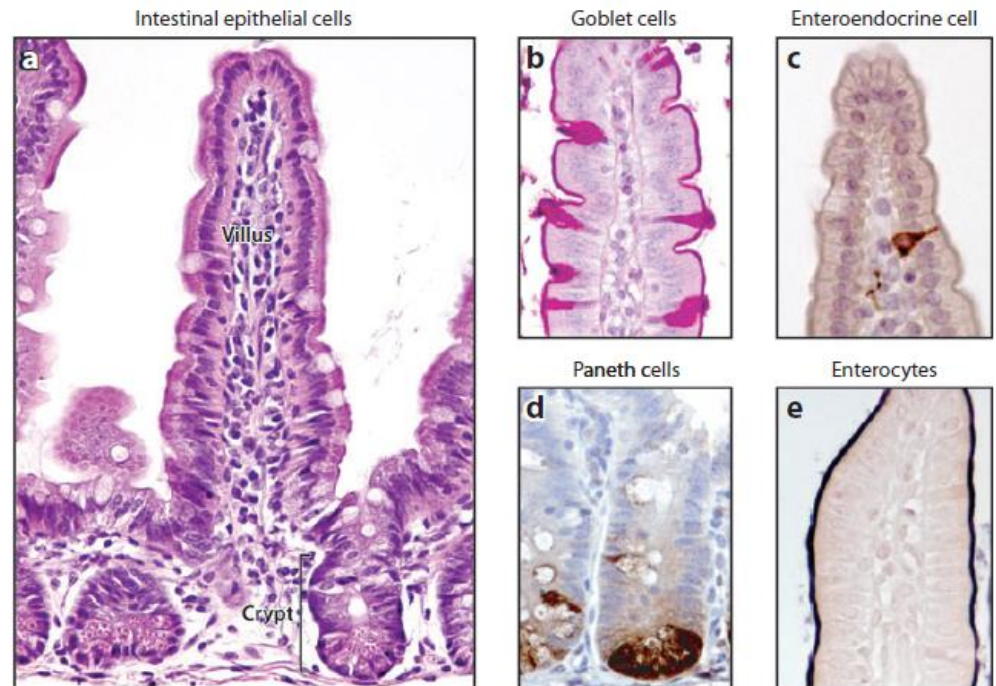 Intestinal epithelial cells
a
Villus
Crypt
Goblet cells
b
Enteroendocrine cell
c
Paneth cells
d
Enterocytes
e